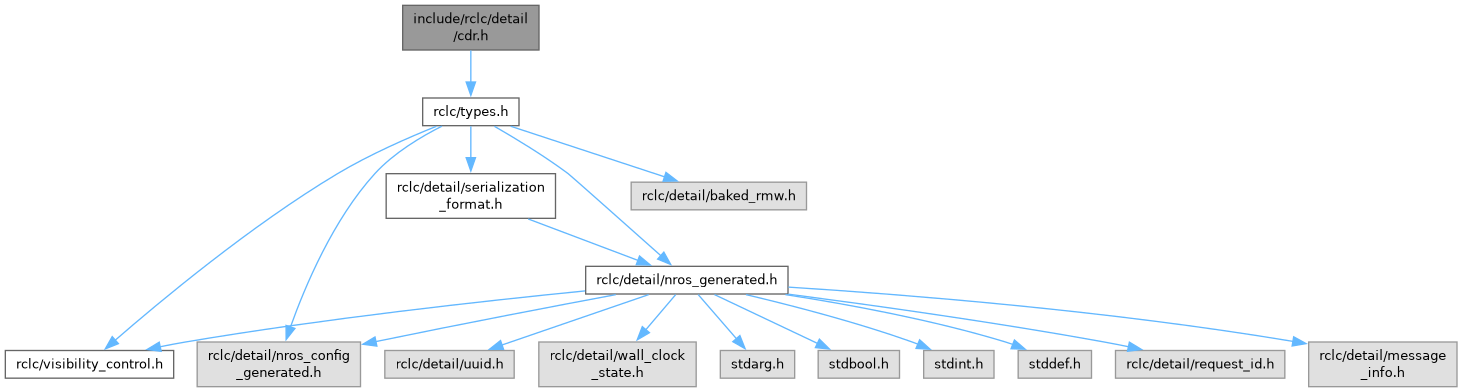 include/rclc/detail
/cdr.h
rclc/types.h
rclc/detail/serialization
_format.h
rclc/detail/baked_rmw.h
rclc/detail/nros_generated.h
rclc/visibility_control.h
rclc/detail/nros_config
_generated.h
rclc/detail/uuid.h
rclc/detail/wall_clock
_state.h
stdarg.h
stdbool.h
stdint.h
stddef.h
rclc/detail/request_id.h
rclc/detail/message
_info.h